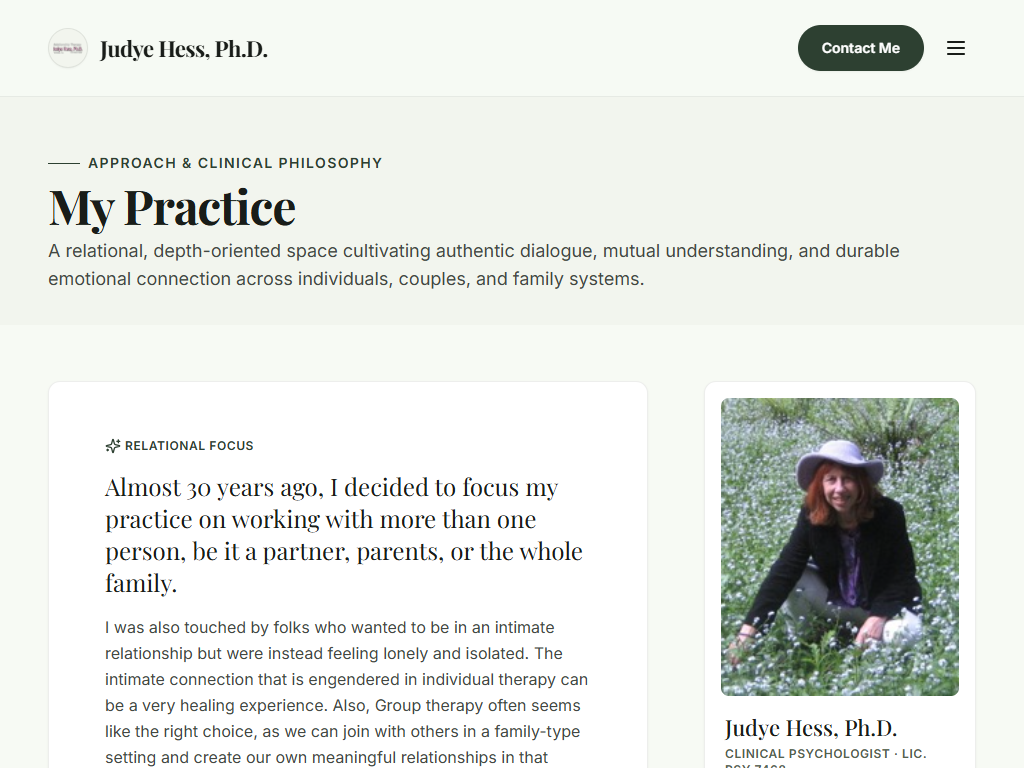 Judye Hess, Ph.D.
Contact Me
APPROACH & CLINICAL PHILOSOPHY
My Practice
A relational, depth-oriented space cultivating authentic dialogue, mutual understanding, and durable
emotional connection across individuals, couples, and family systems.
RELATIONAL FOCUS
Almost 30 years ago, I decided to focus my
practice on working with more than one
person, be it a partner, parents, or the whole
family.
I was also touched by folks who wanted to be in an intimate
relationship but were instead feeling lonely and isolated. The
intimate connection that is engendered in individual therapy can
be a very healing experience. Also, Group therapy often seems
like the right choice, as we can join with others in a family-type
setting and create our own meaningful relationships in that
Judye Hess, Ph.D.
CLINICAL PSYCHOLOGIST · LIC.